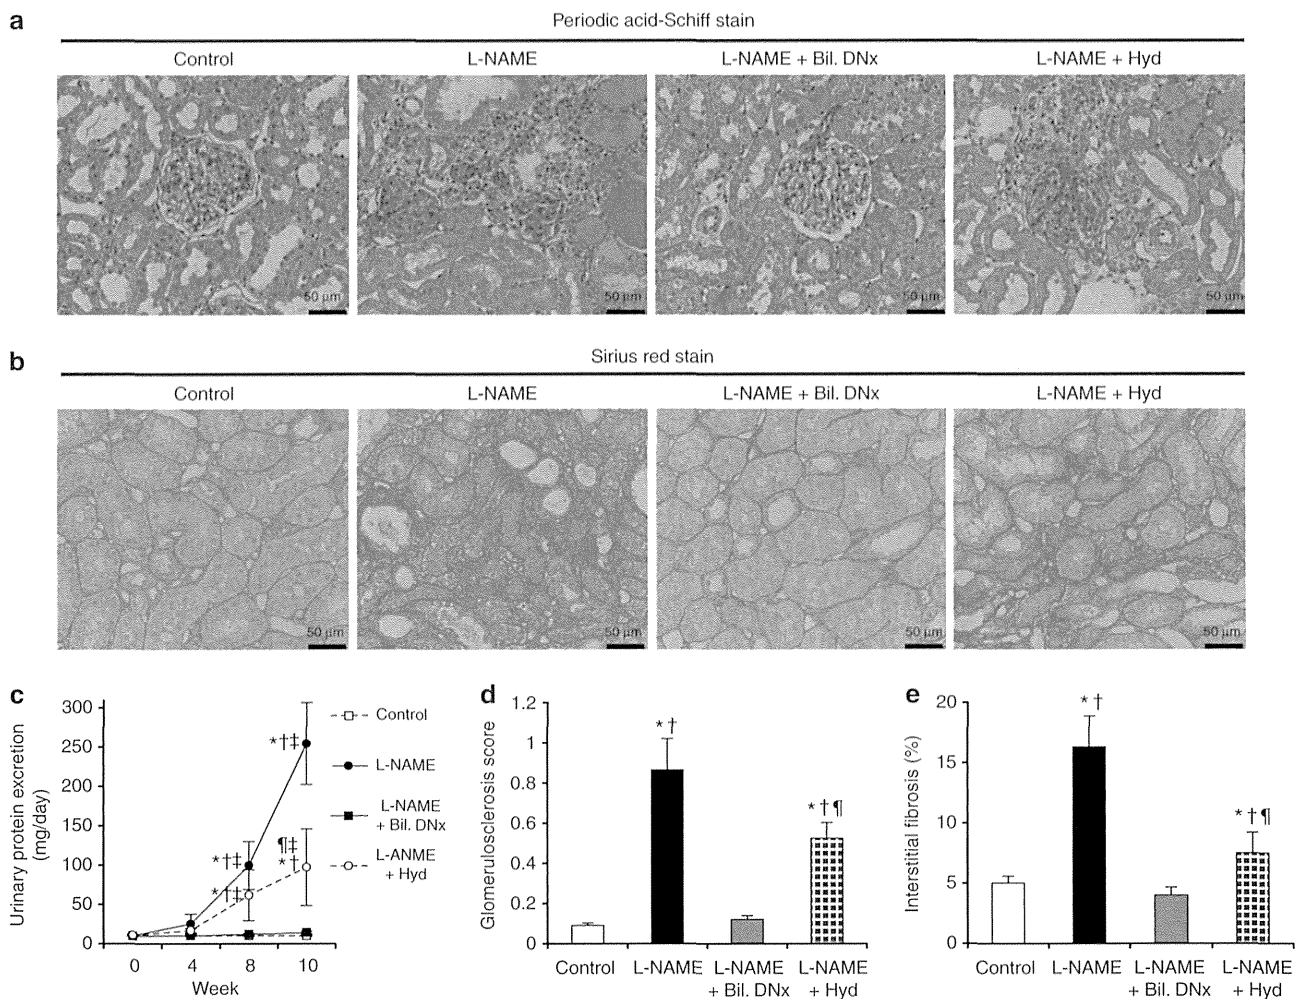 a
Periodic acid-Schiff stain
Control
L-NAME
L-NAME + Bil. DNx
L-NAME + Hyd
50 μm
50 μm
50 μm
50 μm
b
Sirius red stain
Control
L-NAME
L-NAME + Bil. DNx
L-NAME + Hyd
50 μm
50 μm
50 μm
50 μm
c
Urinary protein excretion
(mg/day)
300
250
200
150
100
50
0
0
4
8
10
Week
*†‡
*†‡
*†‡
¶‡
*†
Control
L-NAME
L-NAME
+ Bil. DNx
L-ANME
+ Hyd
d
Glomerulosclerosis score
1.2
1
0.8
0.6
0.4
0.2
0
*†
*†¶
Control
L-NAME
L-NAME
+ Bil. DNx
L-NAME
+ Hyd
e
Interstitial fibrosis (%)
20
15
10
5
0
*†
*†¶
Control
L-NAME
L-NAME
+ Bil. DNx
L-NAME
+ Hyd